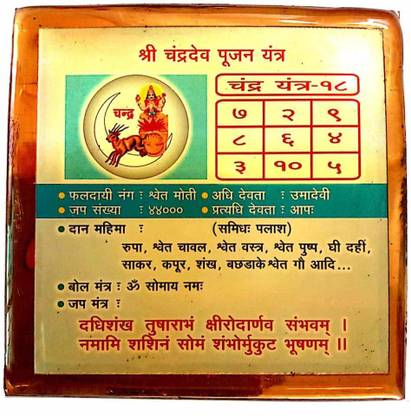 श्री चंद्रदेव पूजन यंत्र
चन्द्र
चंद्र यंत्र-१८
७ २ ९
८ ६ ४
३ १० ५
• फलदायी नंग : श्वेत मोती • अधि देवता : उमादेवी
• जप संख्या : ४४००० • प्रत्यधि देवता : आपः
• दान महिमा : (समिधः पलाश)
रुपा, श्वेत चावल, श्वेत वस्त्र, श्वेत पुष्प, घी दहीं,
साकर, कपूर, शंख, बछडाके श्वेत गौ आदि...
• बोल मंत्र : ॐ सोमाय नमः
• जप मंत्र :
दधिशंख तुषाराभं क्षीरोदार्णव संभवम् ।
नमामि शशिनं सोमं शंभोर्मुकुट भूषणम् ॥